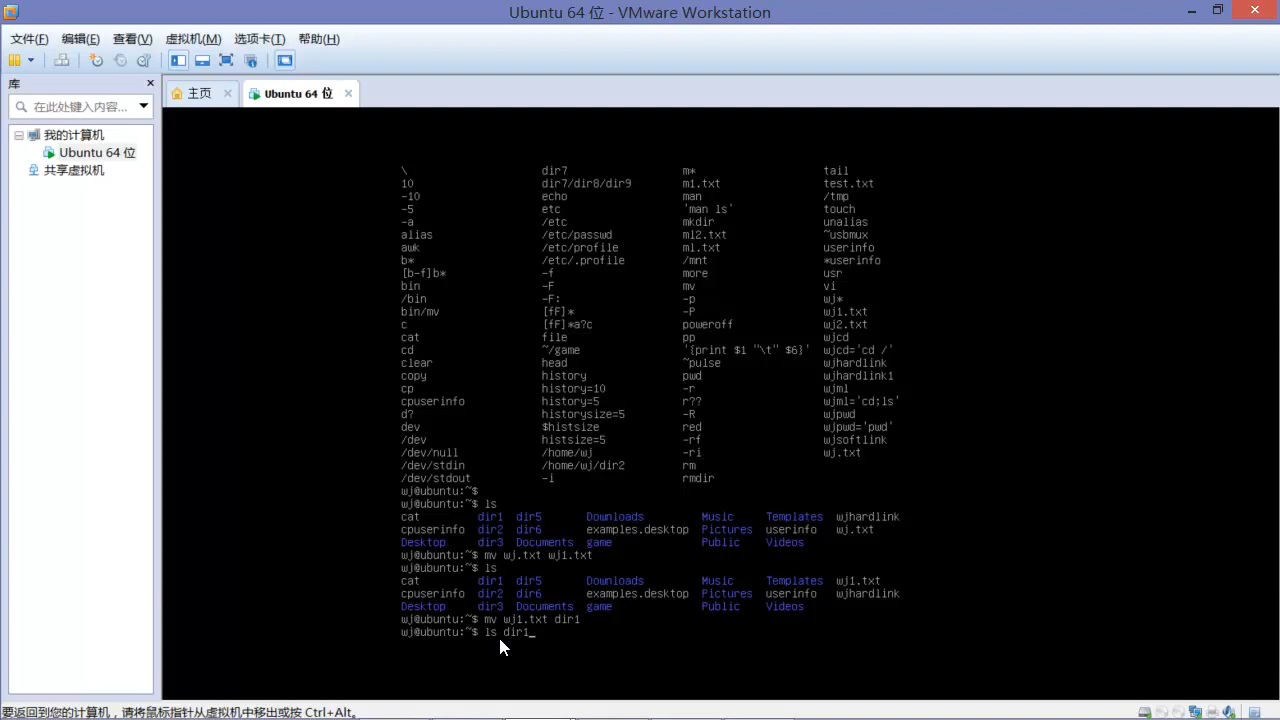 Ubuntu 64 位 - VMware Workstation
文件(F) 编辑(E) 查看(V) 虚拟机(M) 选项卡(T) 帮助(H)
库
在此处键入内容...
我的计算机
Ubuntu 64 位
共享虚拟机
主页 Ubuntu 64 位
\ dir7 m* tail
10 dir7/dir8/dir9 m1.txt test.txt
-10 echo man /tmp
-5 etc 'man ls' touch
-a /etc mkdir unalias
alias /etc/passwd ml2.txt ~usbmux
awk /etc/profile ml.txt userinfo
b* /etc/.profile /mnt *userinfo
[b-f]b* -f more usr
bin -F mv vi
/bin -F: -p wj*
bin/mv [fF]* -P wj1.txt
c [fF]*a?c poweroff wj2.txt
cat file pp wjcd
cd ~/game '{print $1 "\t" $6}' wjcd='cd /'
clear head ~pulse wjhardlink
copy history pwd wjhardlink1
cp history=10 -r wjml
cpuserinfo history=5 r?? wjml='cd;ls'
d? historysize=5 -R wjpwd
dev $histsize red wjpwd='pwd'
/dev histsize=5 -rf wjsoftlink
/dev/null /home/wj -ri wj.txt
/dev/stdin /home/wj/dir2 rm
/dev/stdout -i rmdir
wj@ubuntu:~$
wj@ubuntu:~$ ls
cat dir1 dir5 Downloads Music Templates wjhardlink
cpuserinfo dir2 dir6 examples.desktop Pictures userinfo wj.txt
Desktop dir3 Documents game Public Videos
wj@ubuntu:~$ mv wj.txt wj1.txt
wj@ubuntu:~$ ls
cat dir1 dir5 Downloads Music Templates wj1.txt
cpuserinfo dir2 dir6 examples.desktop Pictures userinfo wjhardlink
Desktop dir3 Documents game Public Videos
wj@ubuntu:~$ mv wj1.txt dir1
wj@ubuntu:~$ ls dir1_
要返回到您的计算机，请将鼠标指针从虚拟机中移出或按 Ctrl+Alt。